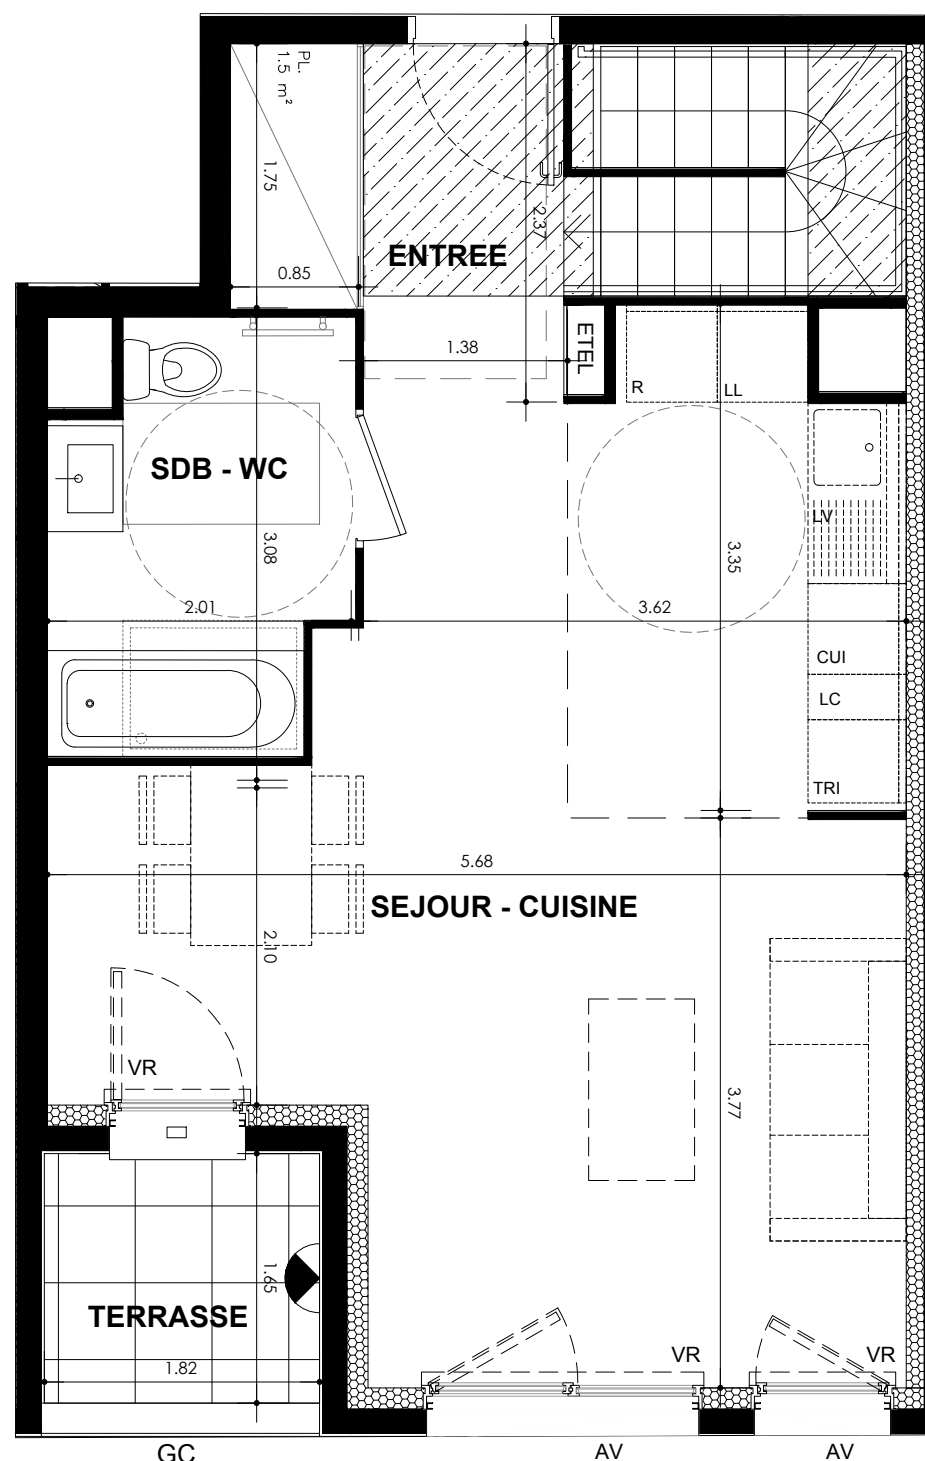 PL.
1.5 m²
1.75
2.37
ENTREE
0.85
1.38
ETEL
R
LL
SDB - WC
LV
3.08
3.35
2.01
3.62
CUI
LC
TRI
5.68
SEJOUR - CUISINE
2.10
VR
3.77
1.65
TERRASSE
1.82
VR
VR
GC
AV
AV